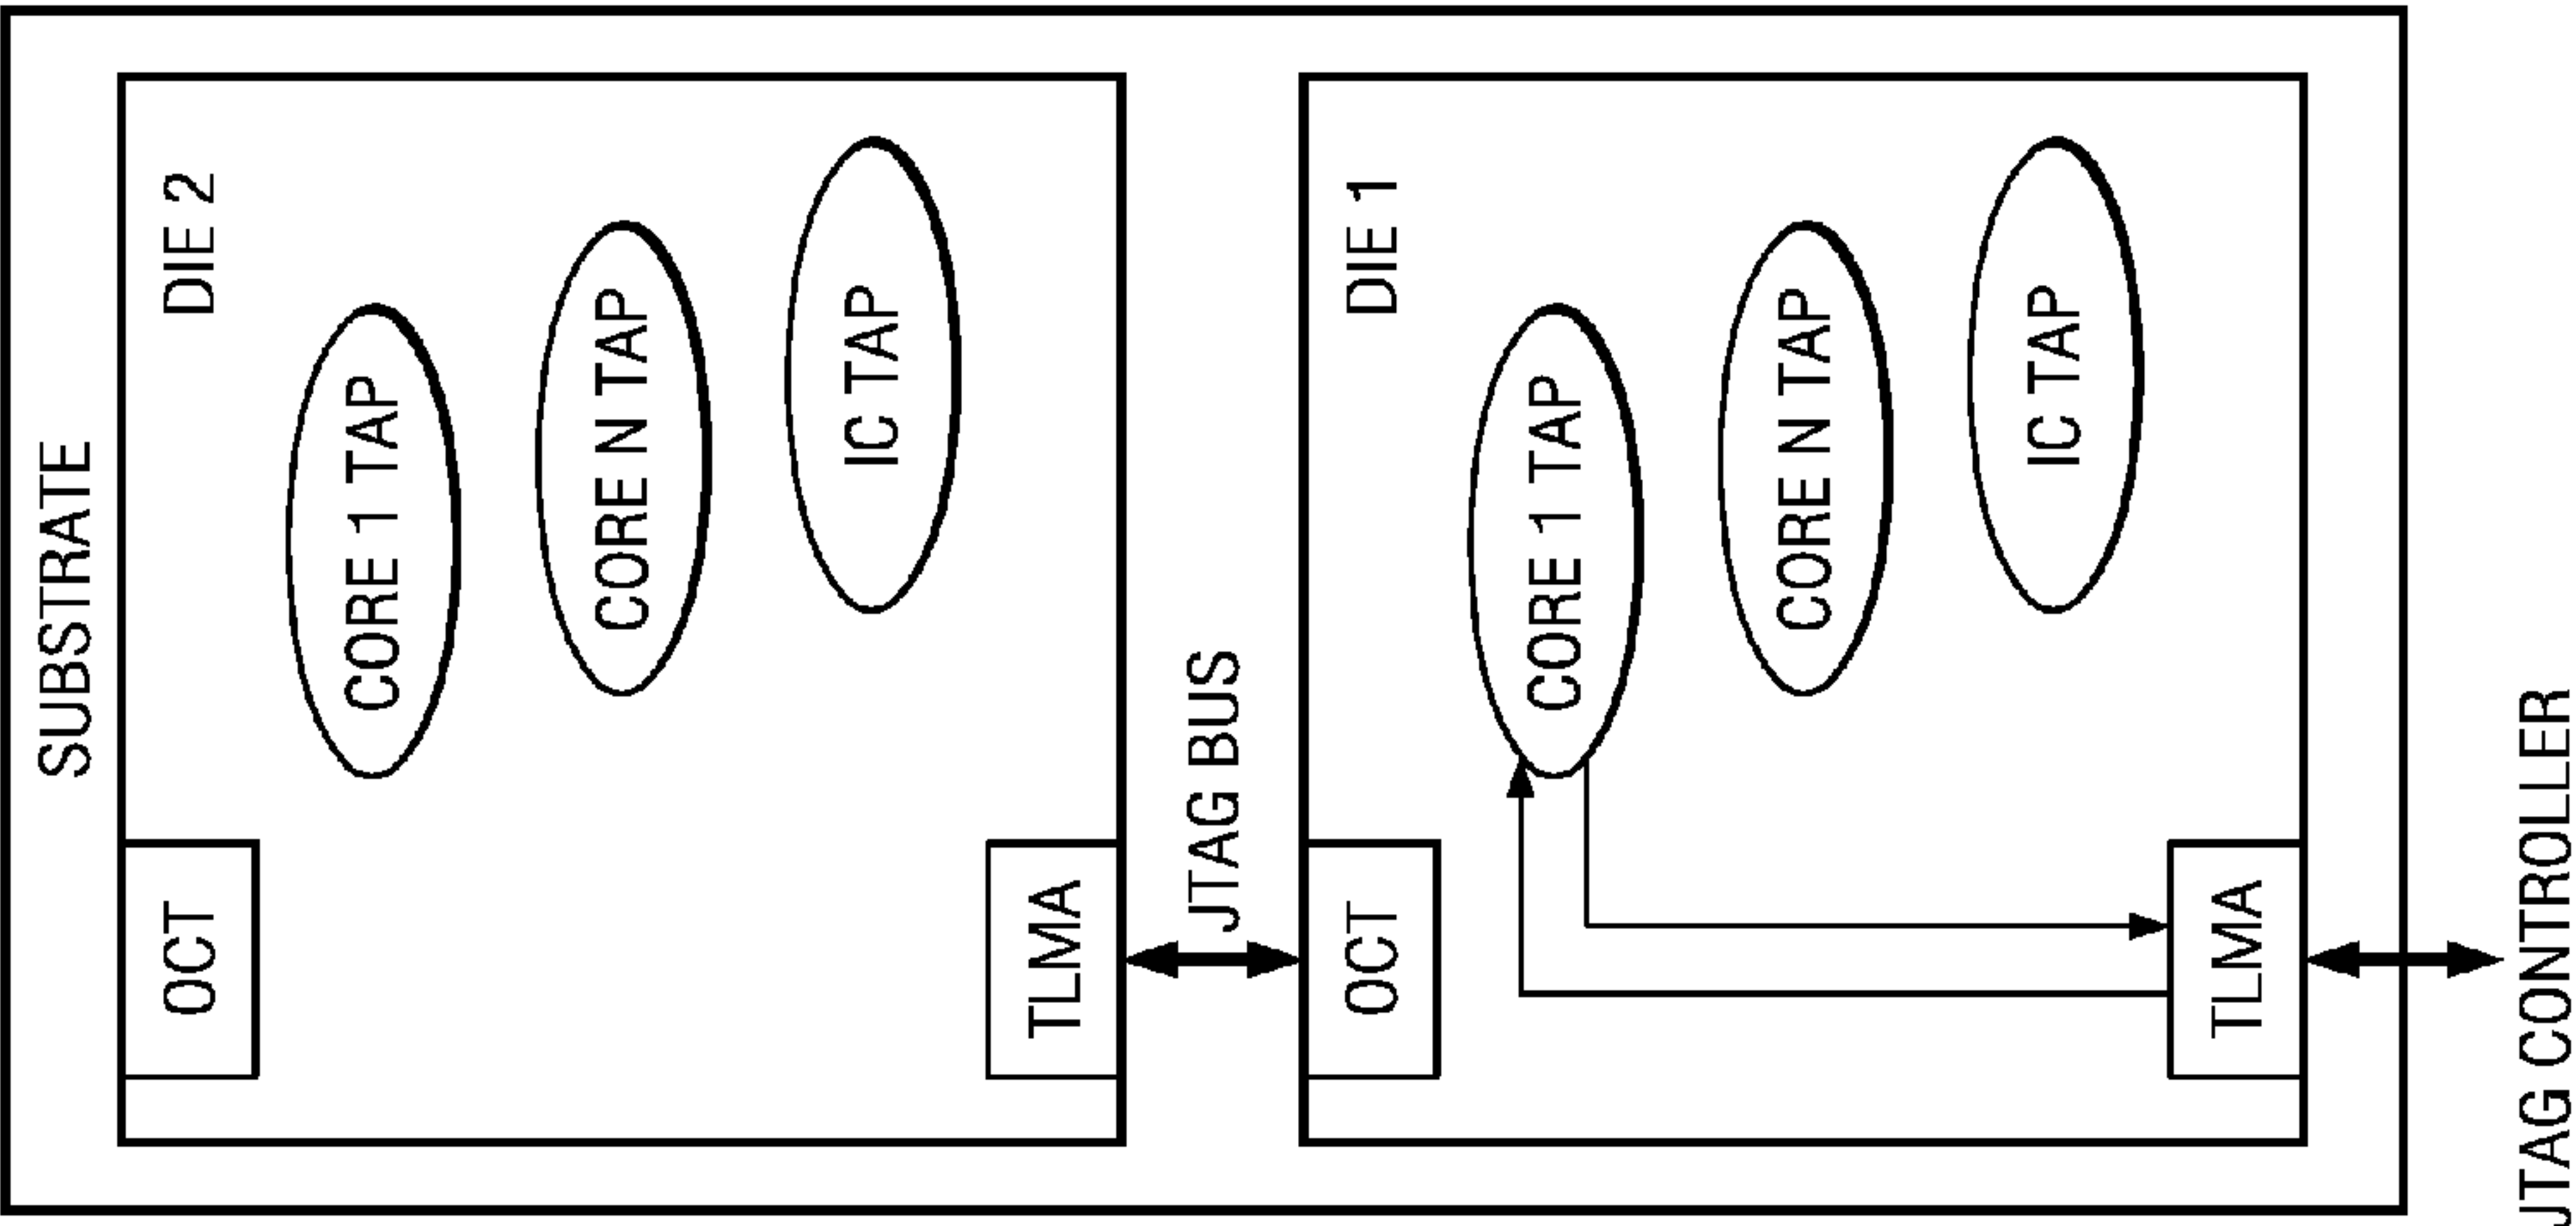 SUBSTRATE
DIE 2
OCT
CORE 1 TAP
CORE N TAP
IC TAP
TLMA
JTAG BUS
DIE 1
OCT
CORE 1 TAP
CORE N TAP
IC TAP
TLMA
JTAG CONTROLLER